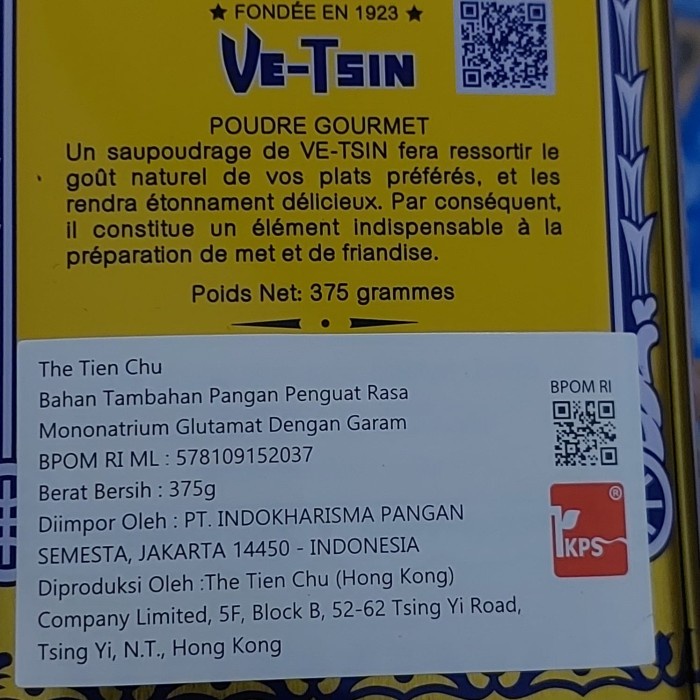 ★ FONDÉE EN 1923 ★
VE-TSIN
POUDRE GOURMET
Un saupoudrage de VE-TSIN fera ressortir le
goût naturel de vos plats préférés, et les
rendra étonnament délicieux. Par conséquent,
il constitue un élément indispensable à la
préparation de met et de friandise.
Poids Net: 375 grammes
The Tien Chu
Bahan Tambahan Pangan Penguat Rasa
Mononatrium Glutamat Dengan Garam
BPOM RI ML : 578109152037
Berat Bersih : 375g
Diimpor Oleh : PT. INDOKHARISMA PANGAN
SEMESTA, JAKARTA 14450 - INDONESIA
Diproduksi Oleh :The Tien Chu (Hong Kong)
Company Limited, 5F, Block B, 52-62 Tsing Yi Road,
Tsing Yi, N.T., Hong Kong
BPOM RI
KPS®